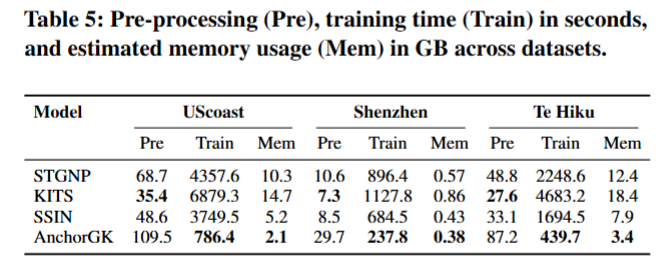 Table 5: Pre-processing (Pre), training time (Train) in seconds,
and estimated memory usage (Mem) in GB across datasets.
Model UScoast Shenzhen Te Hiku
Pre Train Mem Pre Train Mem Pre Train Mem
STGNP 68.7 4357.6 10.3 10.6 896.4 0.57 48.8 2248.6 12.4
KITS 35.4 6879.3 14.7 7.3 1127.8 0.86 27.6 4683.2 18.4
SSIN 48.6 3749.5 5.2 8.5 684.5 0.43 33.1 1694.5 7.9
AnchorGK 109.5 786.4 2.1 29.7 237.8 0.38 87.2 439.7 3.4